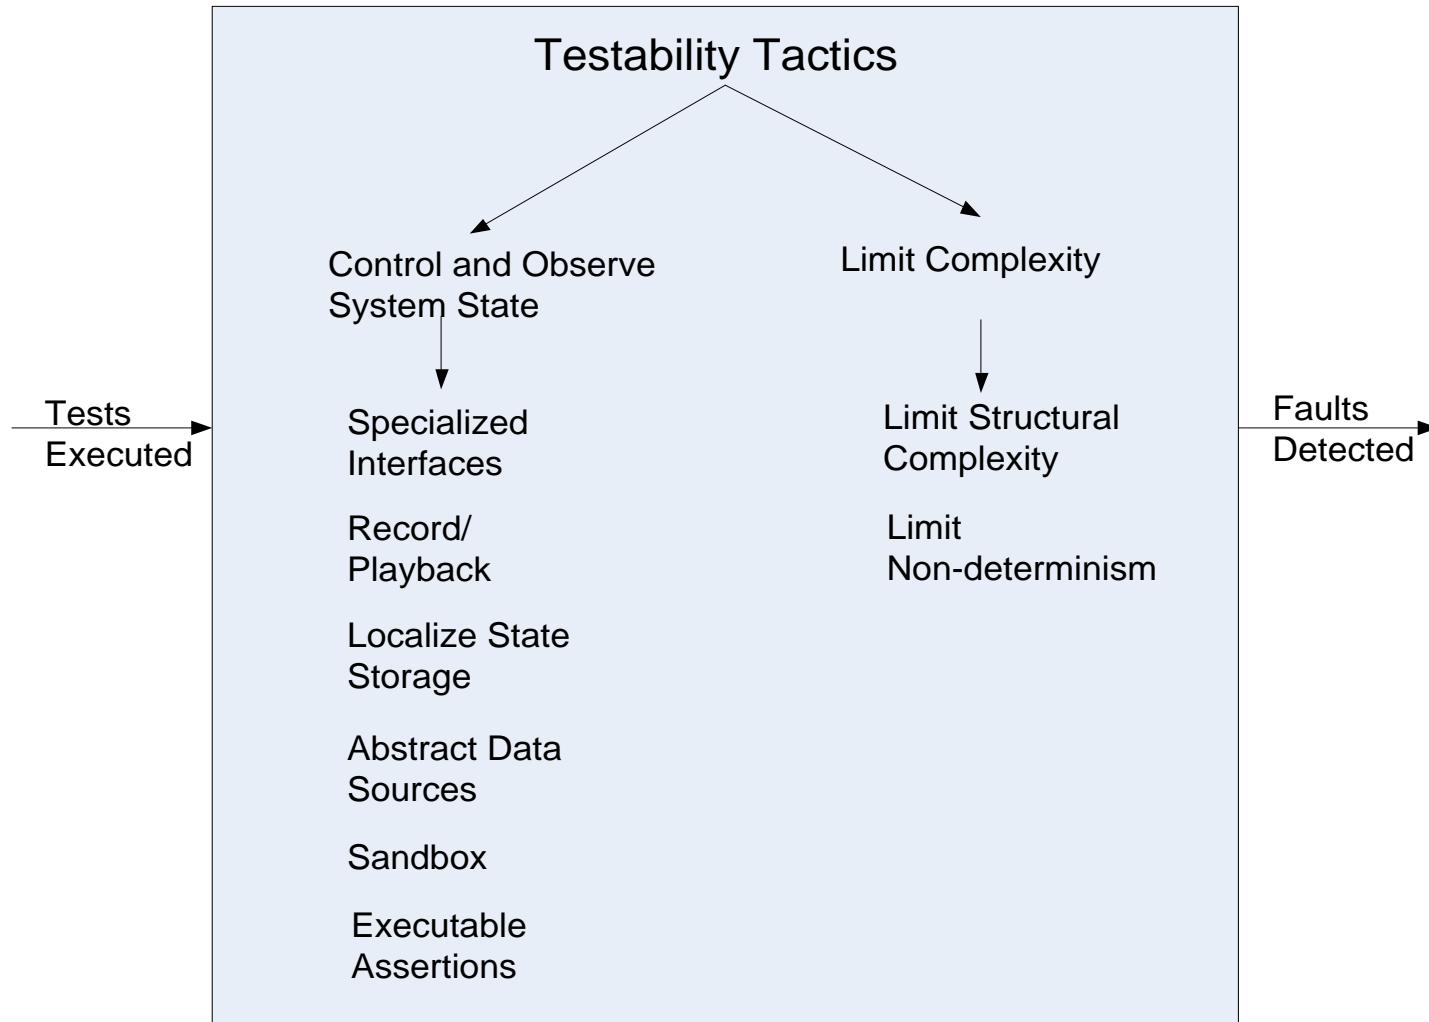 Testability Tactics
Control and Observe
System State
Limit Complexity
Tests
Executed
Specialized
Interfaces
Record/
Playback
Localize State
Storage
Abstract Data
Sources
Sandbox
Executable
Assertions
Limit Structural
Complexity
Limit
Non-determinism
Faults
Detected